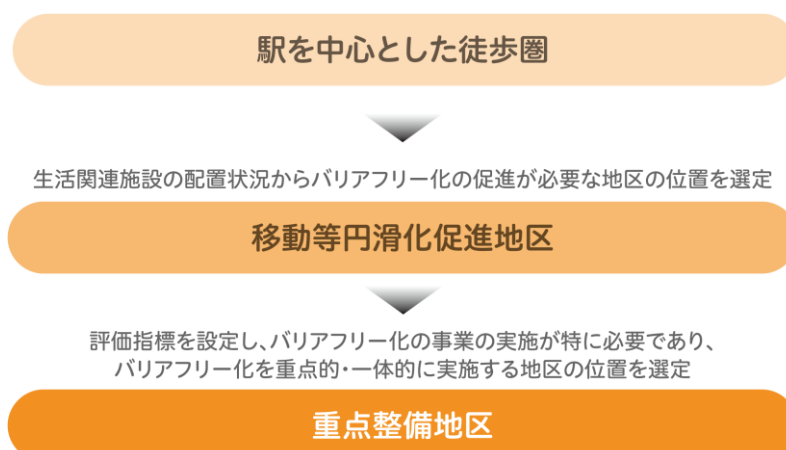 駅を中心とした徒歩圏
生活関連施設の配置状況からバリアフリー化の促進が必要な地区の位置を選定
移動等円滑化促進地区
評価指標を設定し、バリアフリー化の事業の実施が特に必要であり、
バリアフリー化を重点的・一体的に実施する地区の位置を選定
重点整備地区